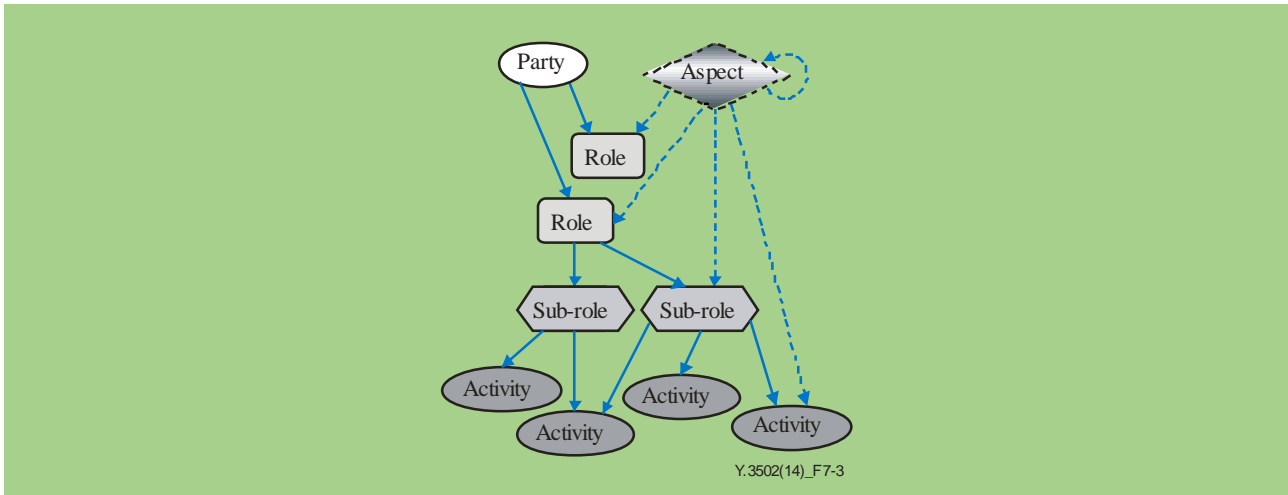 Party
Aspect
Role
Role
Sub-role
Sub-role
Activity
Activity
Activity
Activity
Y.3502(14)_F7-3